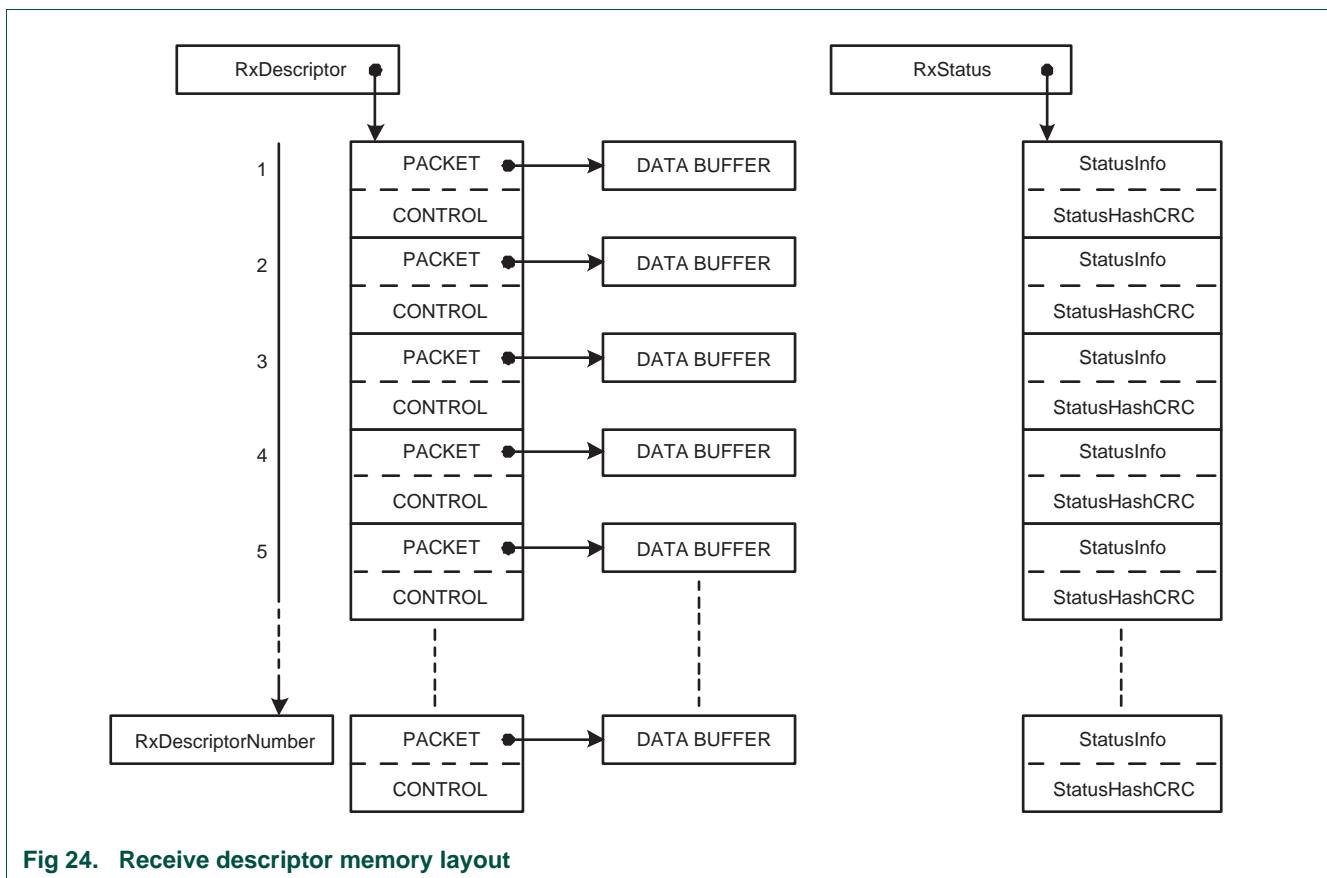 RxDescriptor
RxStatus
1
PACKET
DATA BUFFER
StatusInfo
CONTROL
StatusHashCRC
2
PACKET
DATA BUFFER
StatusInfo
CONTROL
StatusHashCRC
3
PACKET
DATA BUFFER
StatusInfo
CONTROL
StatusHashCRC
4
PACKET
DATA BUFFER
StatusInfo
CONTROL
StatusHashCRC
5
PACKET
DATA BUFFER
StatusInfo
CONTROL
StatusHashCRC
RxDescriptorNumber
PACKET
DATA BUFFER
StatusInfo
CONTROL
StatusHashCRC
Fig 24. Receive descriptor memory layout